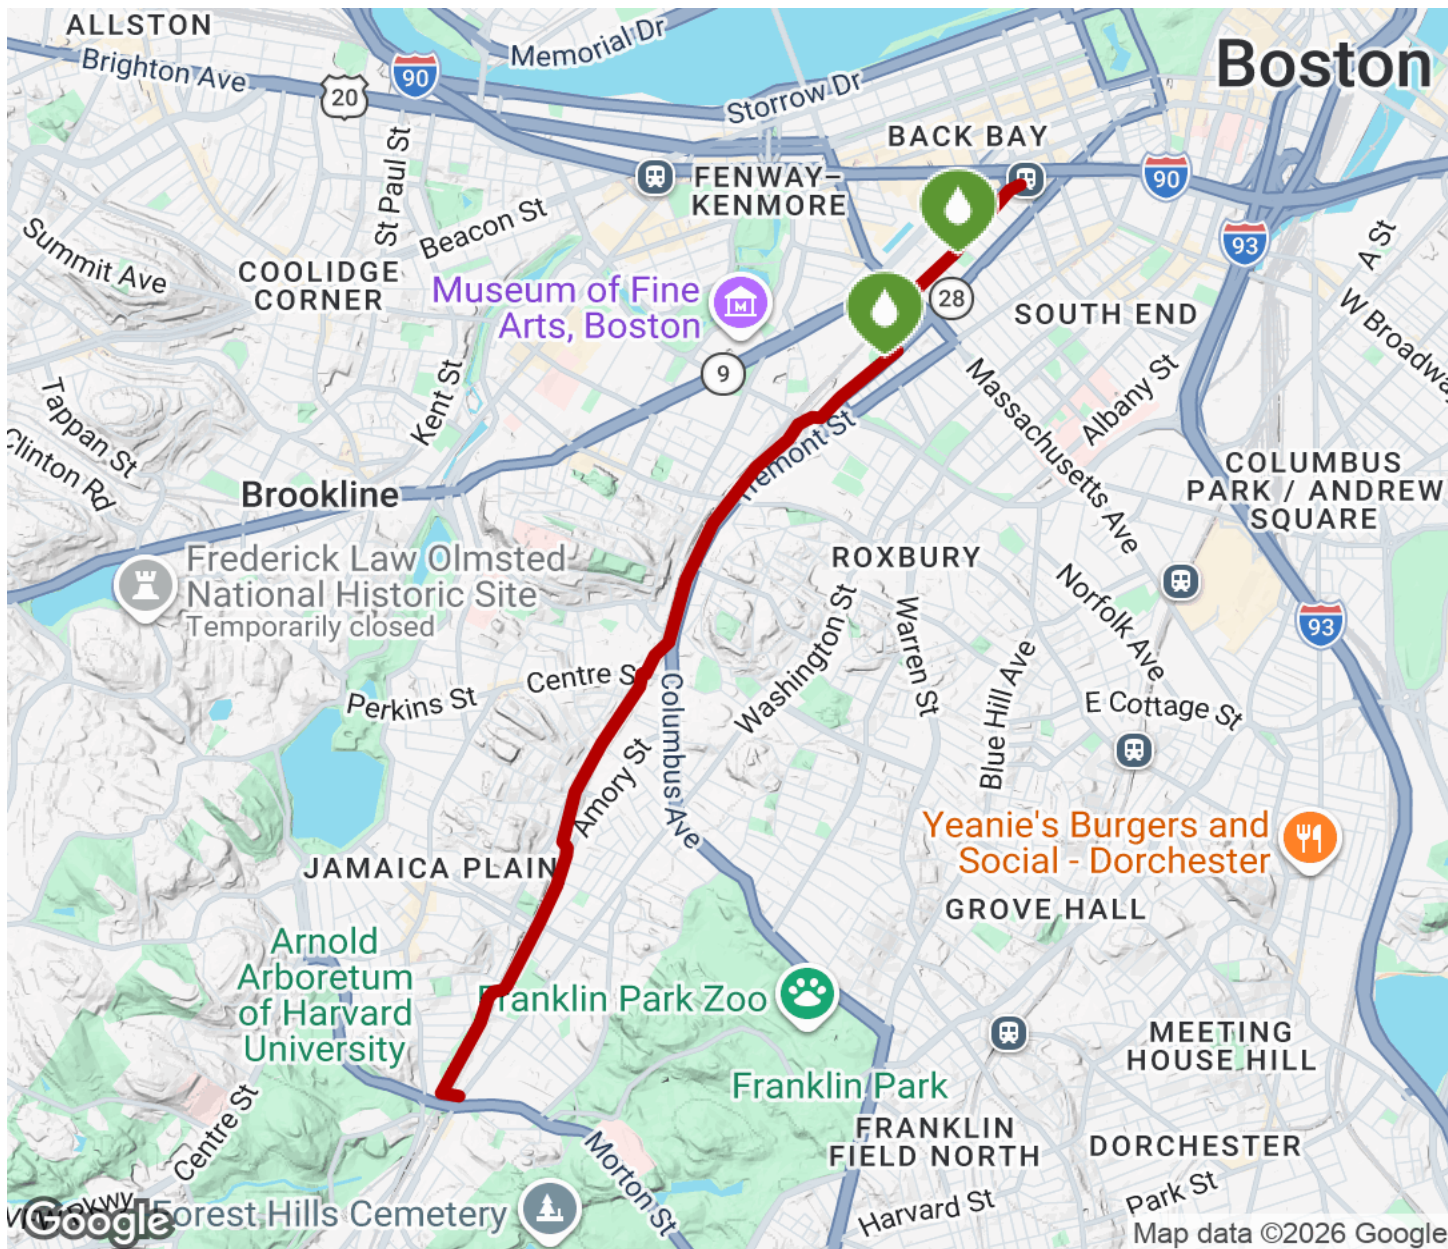 ALLSTON
Brighton Ave
20
90
Memorial Dr
Storrow Dr
Boston
BACK BAY
FENWAY–
KENMORE
90
93
St Paul St
Beacon St
Summit Ave
COOLIDGE
CORNER
Museum of Fine
Arts, Boston
28
SOUTH END
A St
W Broadway
9
Kent St
Tappan St
Clinton Rd
Massachusetts Ave
Albany St
Tremont St
Brookline
COLUMBUS
PARK / ANDREW
SQUARE
Frederick Law Olmsted
National Historic Site
Temporarily closed
ROXBURY
Norfolk Ave
93
Washington St
Warren St
Blue Hill Ave
Centre S
Perkins St
E Cottage St
Columbus Ave
Amory St
Yeanie's Burgers and
Social - Dorchester
JAMAICA PLAIN
GROVE HALL
Arnold
Arboretum
of Harvard
University
Franklin Park Zoo
MEETING
HOUSE HILL
Franklin Park
Centre St
FRANKLIN
FIELD NORTH
DORCHESTER
Morton St
Park St
Harvard St
Forest Hills Cemetery
Google
Map data ©2026 Google